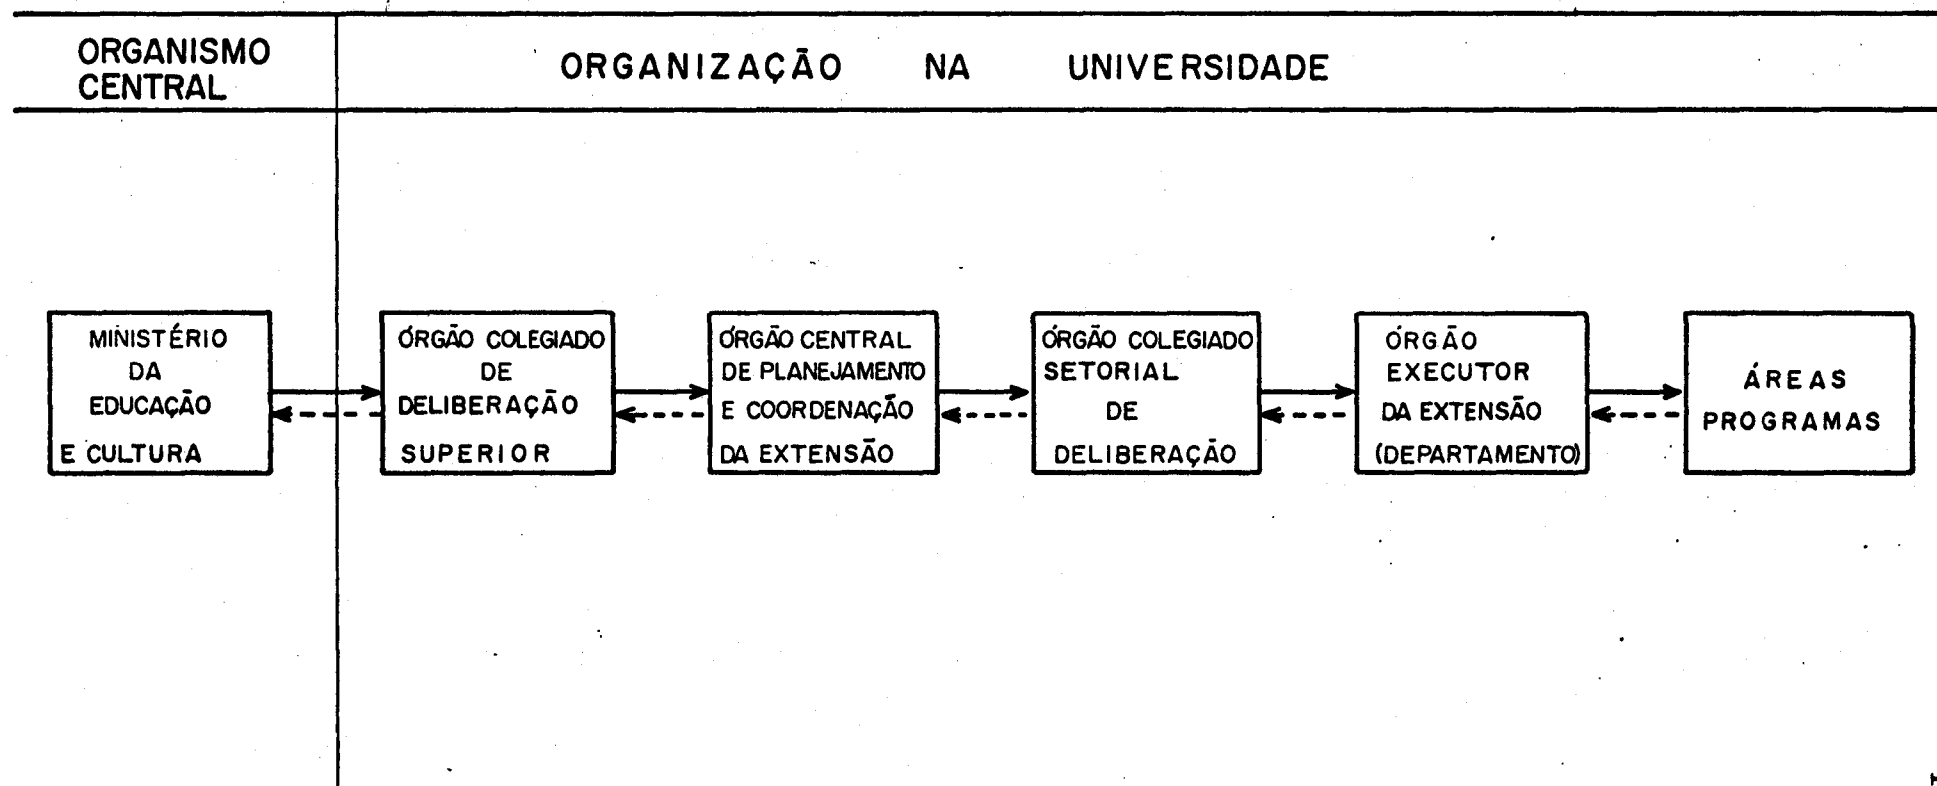 ORGANISMO
CENTRAL
ORGANIZAÇÃO NA UNIVERSIDADE
MINISTÉRIO
DA
EDUCAÇÃO
E CULTURA
ÓRGÃO COLEGIADO
DE
DELIBERAÇÃO
SUPERIOR
ÓRGÃO CENTRAL
DE PLANEJAMENTO
E COORDENAÇÃO
DA EXTENSÃO
ÓRGÃO COLEGIADO
SETORIAL
DE
DELIBERAÇÃO
ÓRGÃO
EXECUTOR
DA EXTENSÃO
(DEPARTAMENTO)
ÁREAS
PROGRAMAS